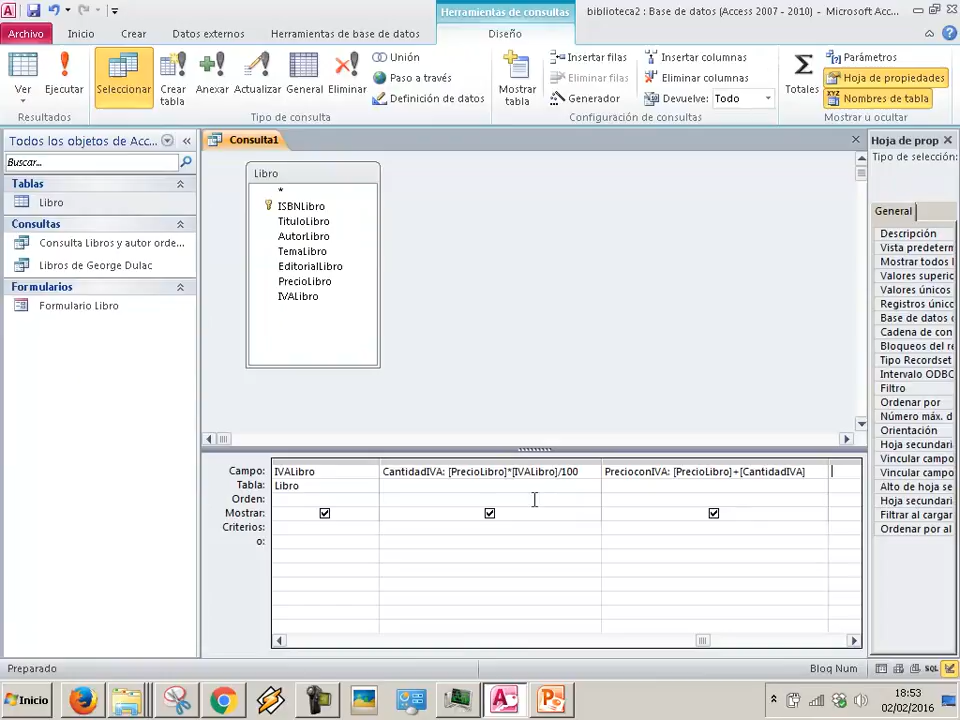 Herramientas de consultas
biblioteca2 : Base de datos (Access 2007 - 2010) - Microsoft Acc...
Archivo
Inicio
Crear
Datos externos
Herramientas de base de datos
Diseño
Ver
Ejecutar
Resultados
Seleccionar
Crear tabla
Anexar
Actualizar
General
Eliminar
Unión
Paso a través
Definición de datos
Tipo de consulta
Mostrar tabla
Insertar filas
Eliminar filas
Generador
Insertar columnas
Eliminar columnas
Devuelve: Todo
Configuración de consultas
Totales
Parámetros
Hoja de propiedades
Nombres de tabla
Mostrar u ocultar
Todos los objetos de Acc...
Buscar...
Tablas
Libro
Consultas
Consulta Libros y autor orde...
Libros de George Dulac
Formularios
Formulario Libro
Consulta1
Libro
*
ISBNLibro
TituloLibro
AutorLibro
TemaLibro
EditorialLibro
PrecioLibro
IVALibro
Campo: IVALibro CantidadIVA: [PrecioLibro]*[IVALibro]/100 PrecioconIVA: [PrecioLibro]+[CantidadIVA]
Tabla: Libro
Orden:
Mostrar:
Criterios:
o:
Hoja de prop
Tipo de selección:
General
Descripción
Vista predetern
Mostrar todos l
Valores superic
Valores únicos
Registros único
Base de datos o
Cadena de con
Bloqueos del re
Tipo Recordset
Intervalo ODBC
Filtro
Ordenar por
Número máx. d
Orientación
Hoja secundari
Vincular campo
Vincular campo
Alto de hoja se
Hoja secundari
Filtrar al cargar
Ordenar por al
Preparado
Bloq Num
SQL
Inicio
18:53
02/02/2016